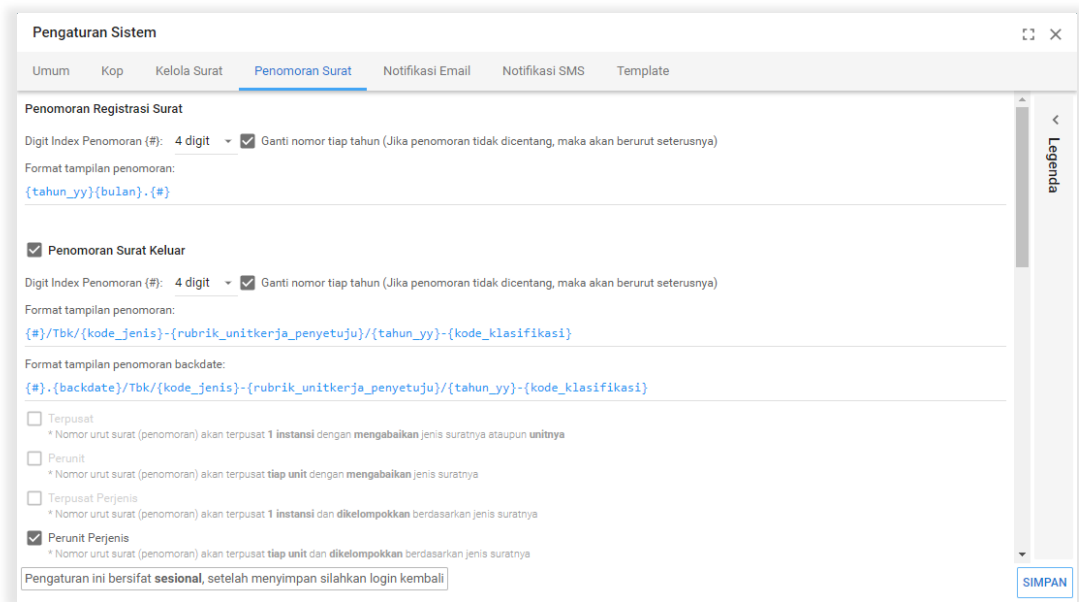 Pengaturan Sistem
Umum Kop Kelola Surat Penomoran Surat Notifikasi Email Notifikasi SMS Template
Penomoran Registrasi Surat
Digit Index Penomoran {#}: 4 digit Ganti nomor tiap tahun (Jika penomoran tidak dicentang, maka akan berurut seterusnya)
Format tampilan penomoran:
{tahun_yy}{bulan}.{#}
Legenda
Penomoran Surat Keluar
Digit Index Penomoran {#}: 4 digit Ganti nomor tiap tahun (Jika penomoran tidak dicentang, maka akan berurut seterusnya)
Format tampilan penomoran:
{#}/Tbk/{kode_jenis}-{rubrik_unitkerja_penyetuju}/{tahun_yy}-{kode_klasifikasi}
Format tampilan penomoran backdate:
{#}.{backdate}/Tbk/{kode_jenis}-{rubrik_unitkerja_penyetuju}/{tahun_yy}-{kode_klasifikasi}
Terpusat
* Nomor urut surat (penomoran) akan terpusat 1 instansi dengan mengabaikan jenis suratnya ataupun unitnya
Perunit
* Nomor urut surat (penomoran) akan terpusat tiap unit dengan mengabaikan jenis suratnya
Terpusat Perjenis
* Nomor urut surat (penomoran) akan terpusat 1 instansi dan dikelompokkan berdasarkan jenis suratnya
Perunit Perjenis
* Nomor urut surat (penomoran) akan terpusat tiap unit dan dikelompokkan berdasarkan jenis suratnya
Pengaturan ini bersifat sesional, setelah menyimpan silahkan login kembali
SIMPAN